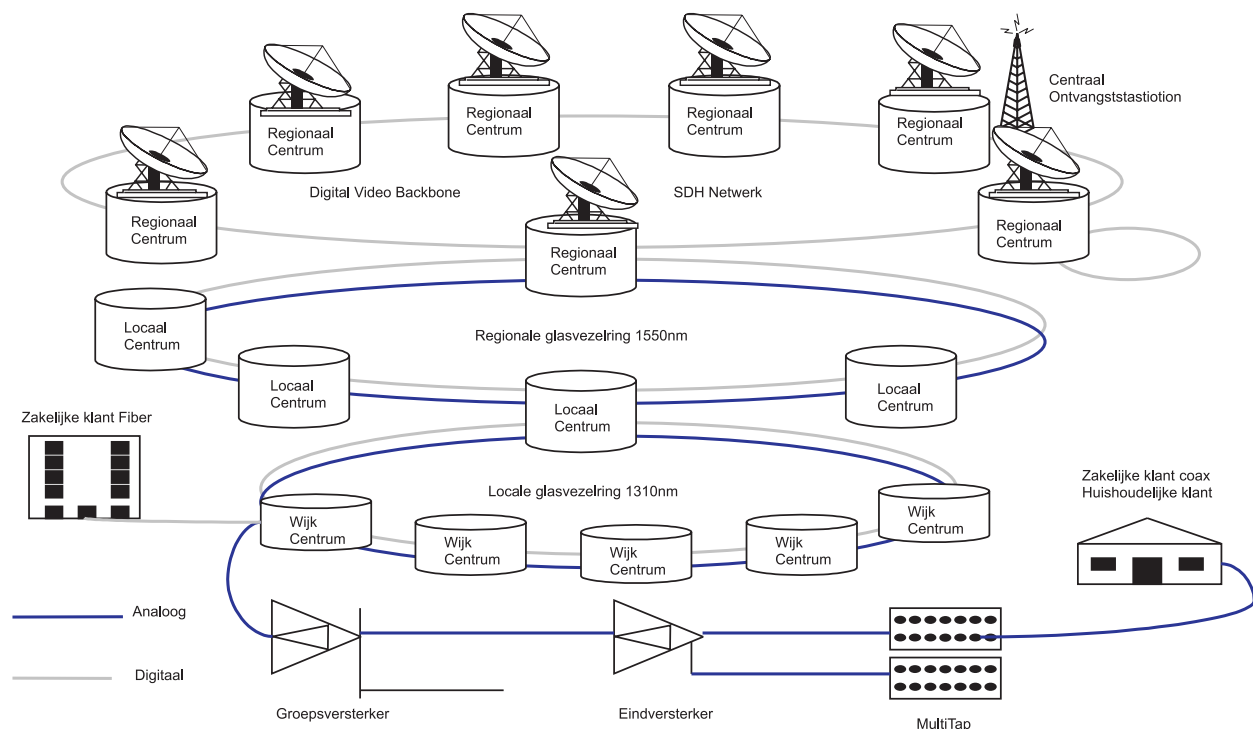 Centraal
Ontvangststastiotion
Regionaal
Centrum
Regionaal
Centrum
Regionaal
Centrum
Regionaal
Centrum
Digital Video Backbone
SDH Netwerk
Regionaal
Centrum
Regionaal
Centrum
Regionaal
Centrum
Locaal
Centrum
Regionale glasvezelring 1550nm
Locaal
Centrum
Locaal
Centrum
Locaal
Centrum
Zakelijke klant Fiber
Zakelijke klant coax
Huishoudelijke klant
Locale glasvezelring 1310nm
Wijk
Centrum
Wijk
Centrum
Wijk
Centrum
Wijk
Centrum
Wijk
Centrum
Analoog
Digitaal
Groepsversterker
Eindversterker
MultiTap